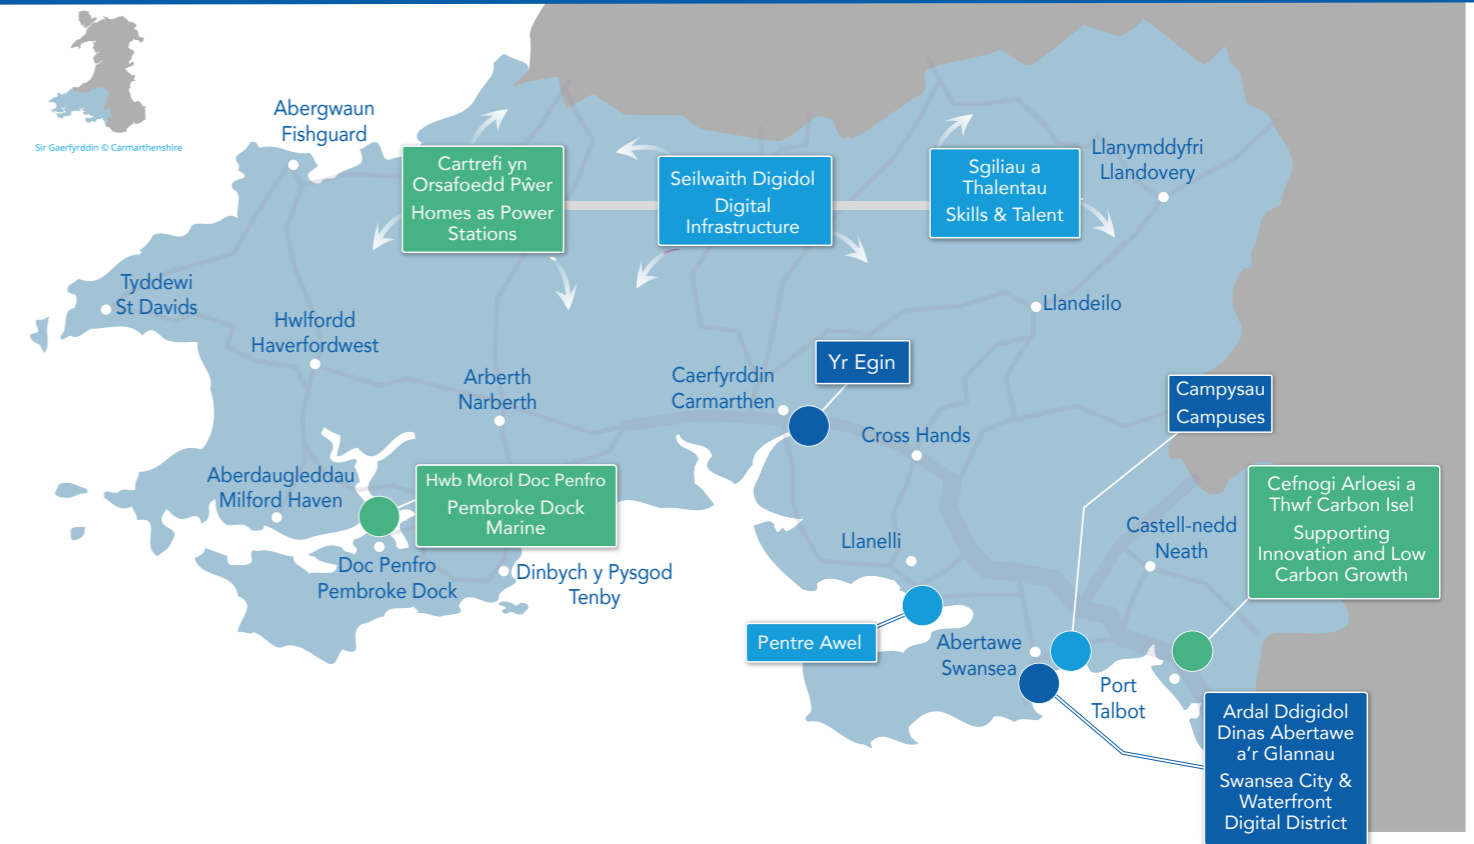 Sir Gaerfyrddin © Carmarthenshire
Abergwaun
Fishguard
Cartrefi yn
Orsafoedd Pŵer
Homes as Power
Stations
Seilwaith Digidol
Digital
Infrastructure
Sgiliau a
Thalentau
Skills & Talent
Llanymddyfri
Llandovery
Tyddewi
St Davids
Hwlfordd
Haverfordwest
Llandeilo
Arberth
Narberth
Caerfyrddin
Carmarthen
Yr Egin
Campysau
Campuses
Cross Hands
Aberdaugleddau
Milford Haven
Hwb Morol Doc Penfro
Pembroke Dock
Marine
Cefnogi Arloesi a
Thwf Carbon Isel
Supporting
Innovation and Low
Carbon Growth
Castell-nedd
Neath
Llanelli
Doc Penfro
Pembroke Dock
Dinbych y Pysgod
Tenby
Pentre Awel
Abertawe
Swansea
Port
Talbot
Ardal Ddigidol
Dinas Abertawe
a'r Glannau
Swansea City &
Waterfront
Digital District